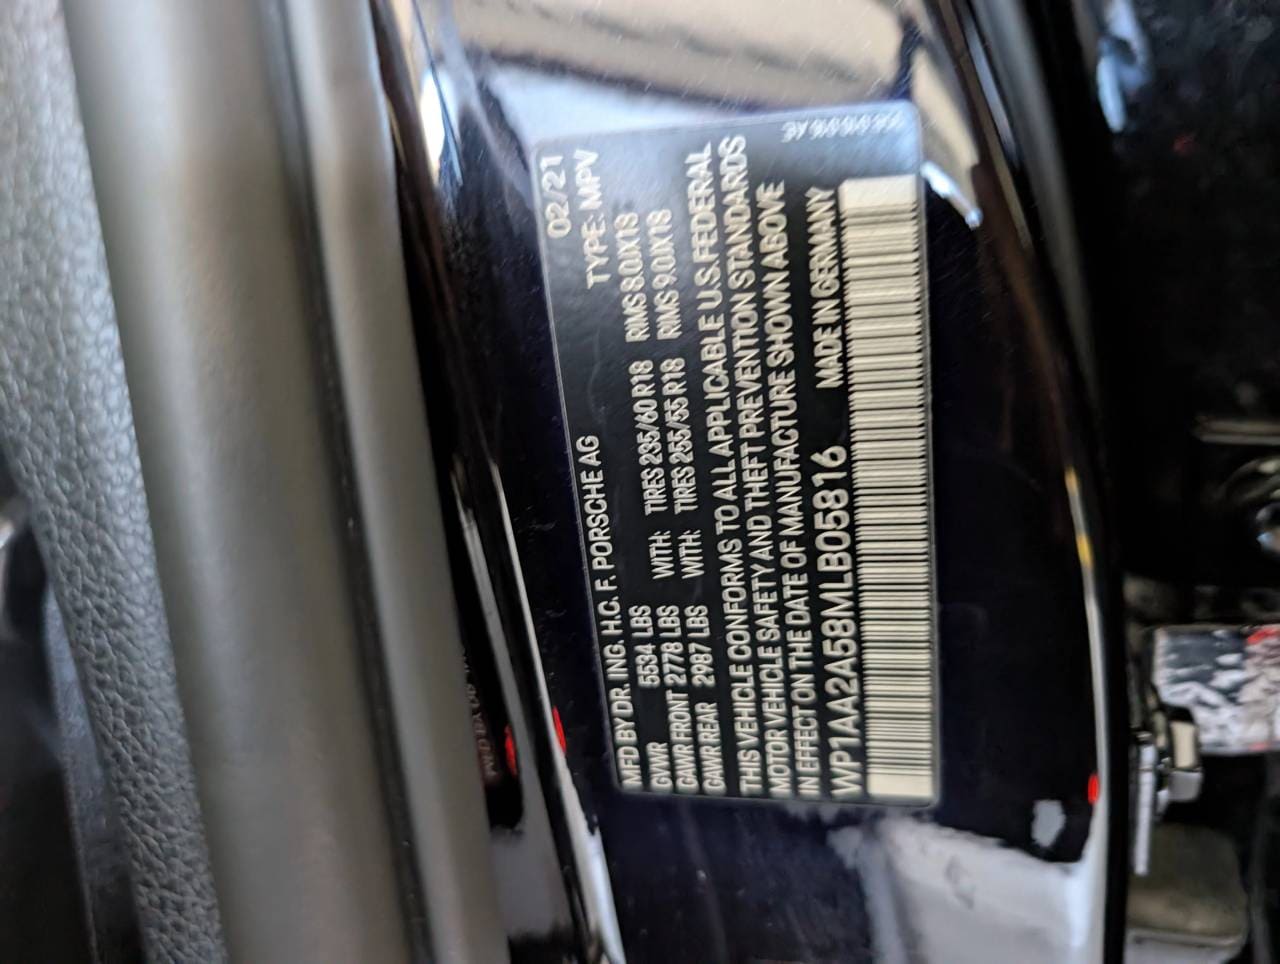 MFD BY DR. ING. H.C. F. PORSCHE AG 02/21
GVWR 5534 LBS TYPE: MPV
GAWR FRONT 2778 LBS WITH: TIRES 235/60 R18 RIMS 8.0JX18
GAWR REAR 2987 LBS WITH: TIRES 255/55 R18 RIMS 9.0JX18
THIS VEHICLE CONFORMS TO ALL APPLICABLE U.S. FEDERAL
MOTOR VEHICLE SAFETY AND THEFT PREVENTION STANDARDS
IN EFFECT ON THE DATE OF MANUFACTURE SHOWN ABOVE
WP1AA2A58MLB05816 MADE IN GERMANY